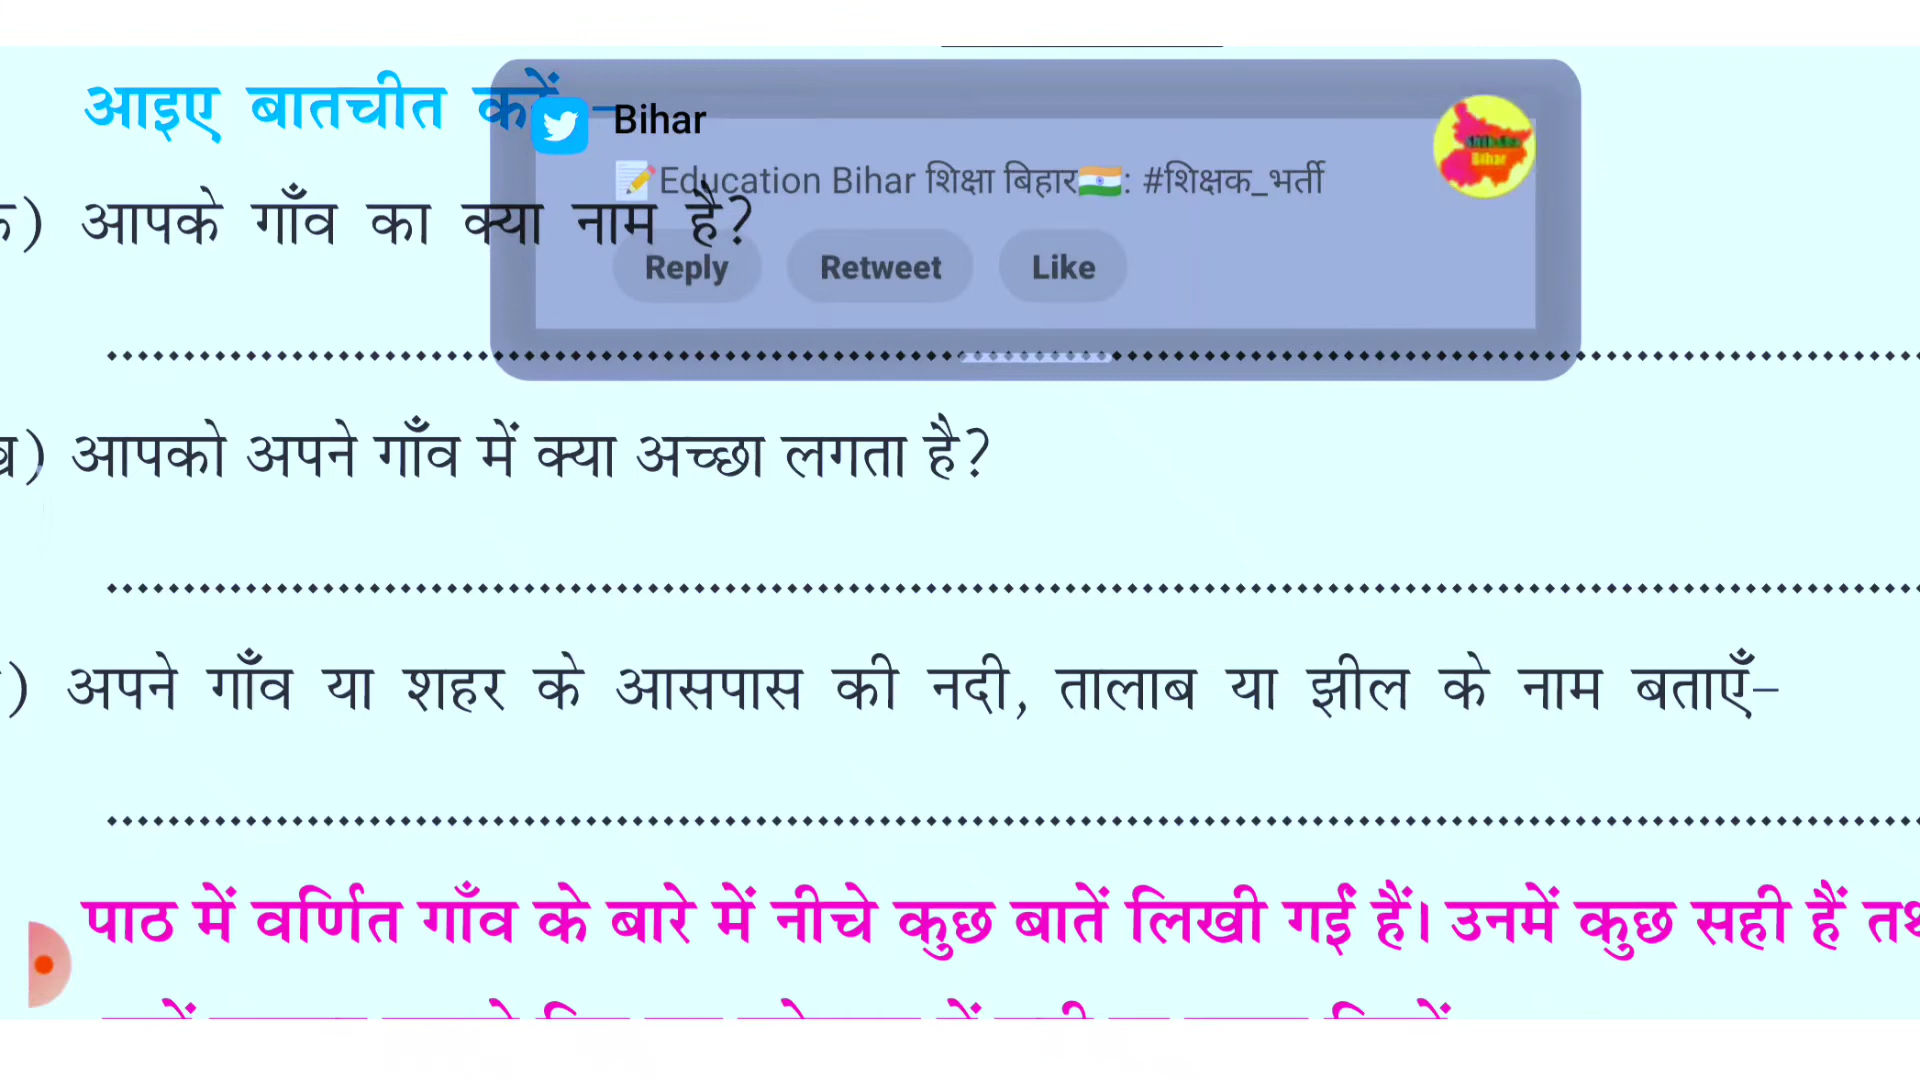 आइए बातचीत करें –
Bihar
📝Education Bihar शिक्षा बिहार🇮🇳: #शिक्षक_भर्ती
Reply Retweet Like
Bihar
) आपके गाँव का क्या नाम है?
) आपको अपने गाँव में क्या अच्छा लगता है?
) अपने गाँव या शहर के आसपास की नदी, तालाब या झील के नाम बताएँ–
पाठ में वर्णित गाँव के बारे में नीचे कुछ बातें लिखी गईं हैं। उनमें कुछ सही हैं